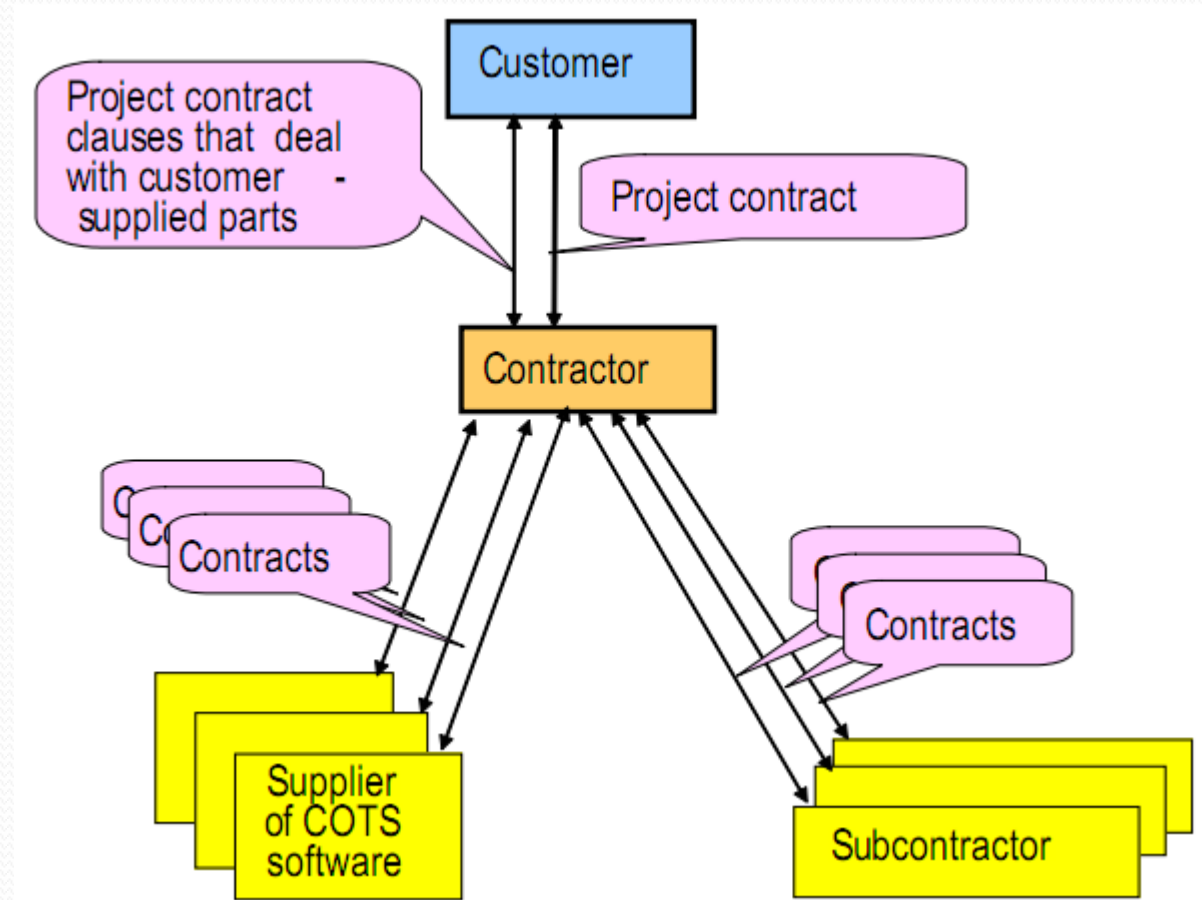 Customer
Project contract
clauses that deal
with customer -
supplied parts
Project contract
Contractor
C
Co
Contracts
Contracts
Supplier
of COTS
software
Subcontractor